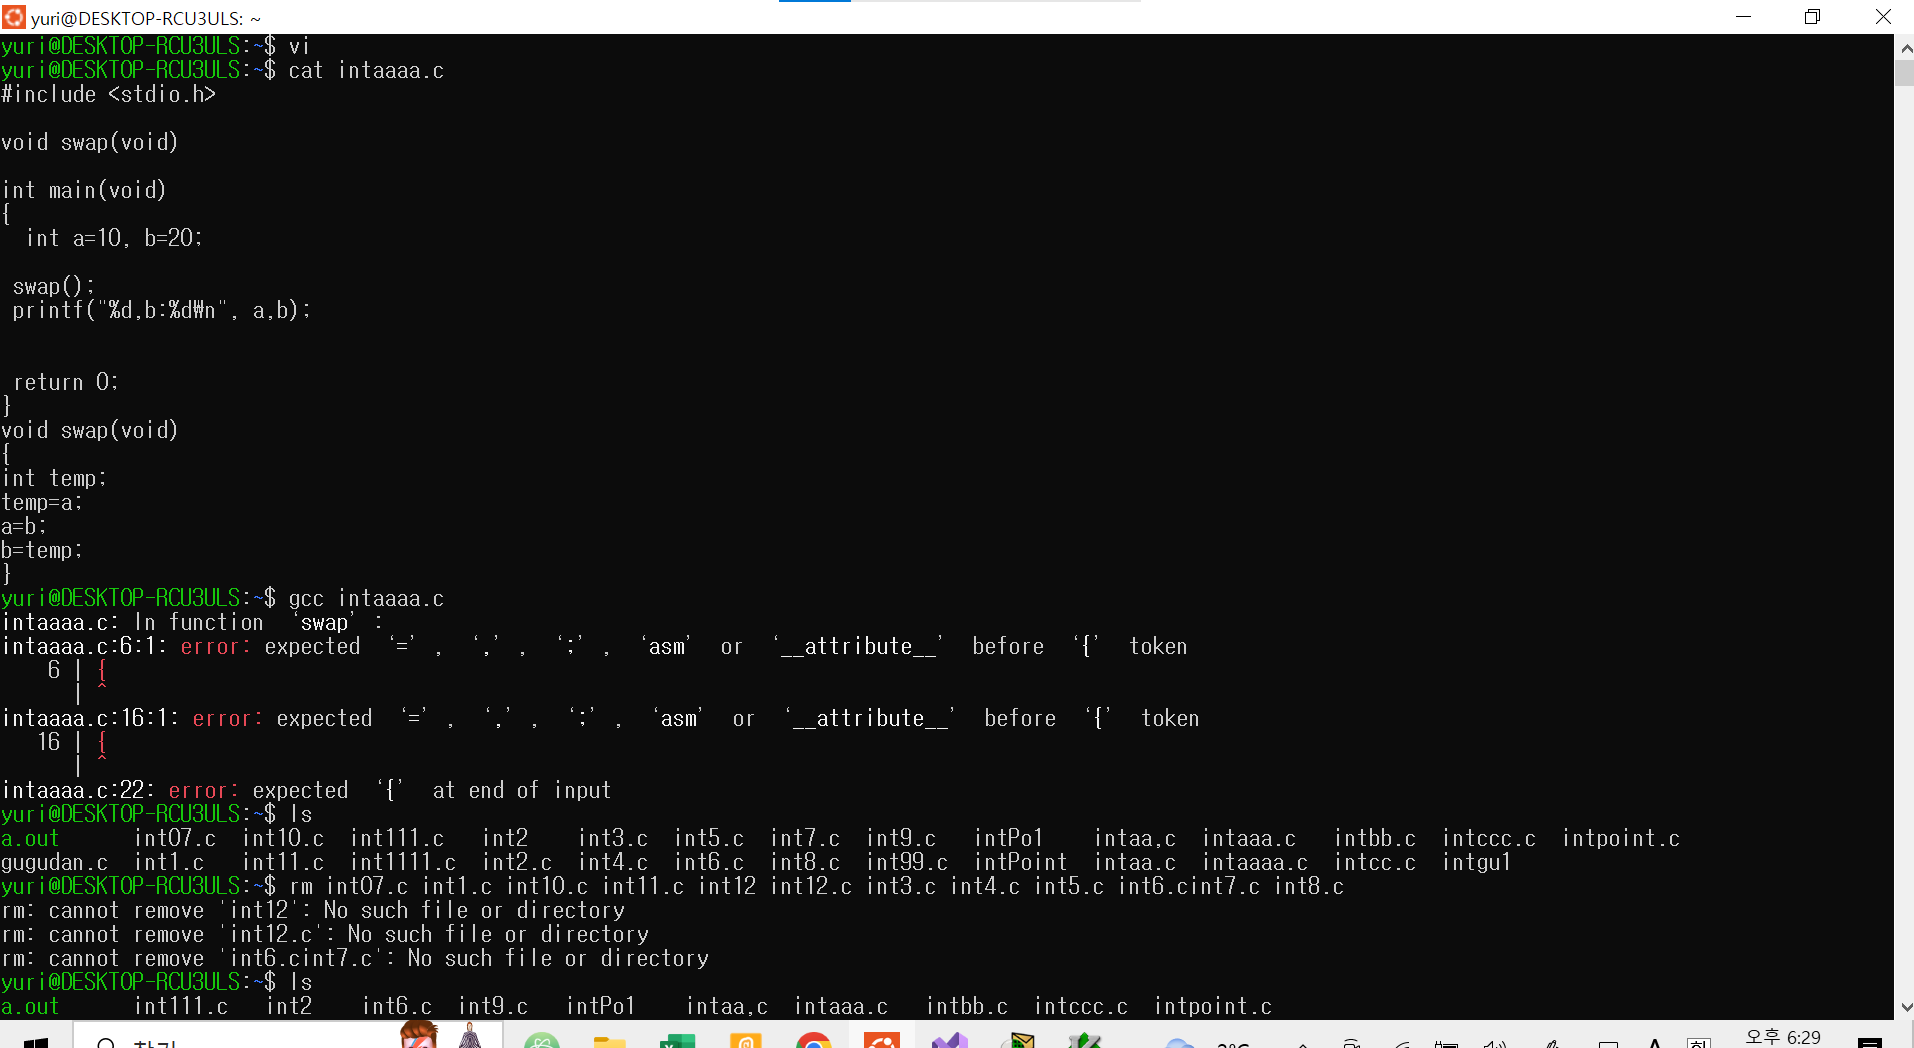 yuri@DESKTOP-RCU3ULS: ~
yuri@DESKTOP-RCU3ULS:~$ vi
yuri@DESKTOP-RCU3ULS:~$ cat intaaaa.c
#include <stdio.h>
void swap(void)
int main(void)
{
int a=10, b=20;
swap();
printf("%d,b:%d₩n", a,b);
return 0;
}
void swap(void)
{
int temp;
temp=a;
a=b;
b=temp;
}
yuri@DESKTOP-RCU3ULS:~$ gcc intaaaa.c
intaaaa.c: In function ‘swap’:
intaaaa.c:6:1: error: expected ‘=’, ‘,’, ‘;’, ‘asm’ or ‘__attribute__’ before ‘{’ token
6 | {
| ^
intaaaa.c:16:1: error: expected ‘=’, ‘,’, ‘;’, ‘asm’ or ‘__attribute__’ before ‘{’ token
16 | {
| ^
intaaaa.c:22: error: expected ‘{’ at end of input
yuri@DESKTOP-RCU3ULS:~$ ls
a.out int07.c int10.c int111.c int2 int3.c int5.c int7.c int9.c intPo1 intaa,c intaaa.c intbb.c intccc.c intpoint.c
gugudan.c int1.c int11.c int1111.c int2.c int4.c int6.c int8.c int99.c intPoint intaa.c intaaaa.c intcc.c intgu1
yuri@DESKTOP-RCU3ULS:~$ rm int07.c int1.c int10.c int11.c int12 int12.c int3.c int4.c int5.c int6.cint7.c int8.c
rm: cannot remove 'int12': No such file or directory
rm: cannot remove 'int12.c': No such file or directory
rm: cannot remove 'int6.cint7.c': No such file or directory
yuri@DESKTOP-RCU3ULS:~$ ls
a.out int111.c int2 int6.c int9.c intPo1 intaa,c intaaa.c intbb.c intccc.c intpoint.c
오후 6:29